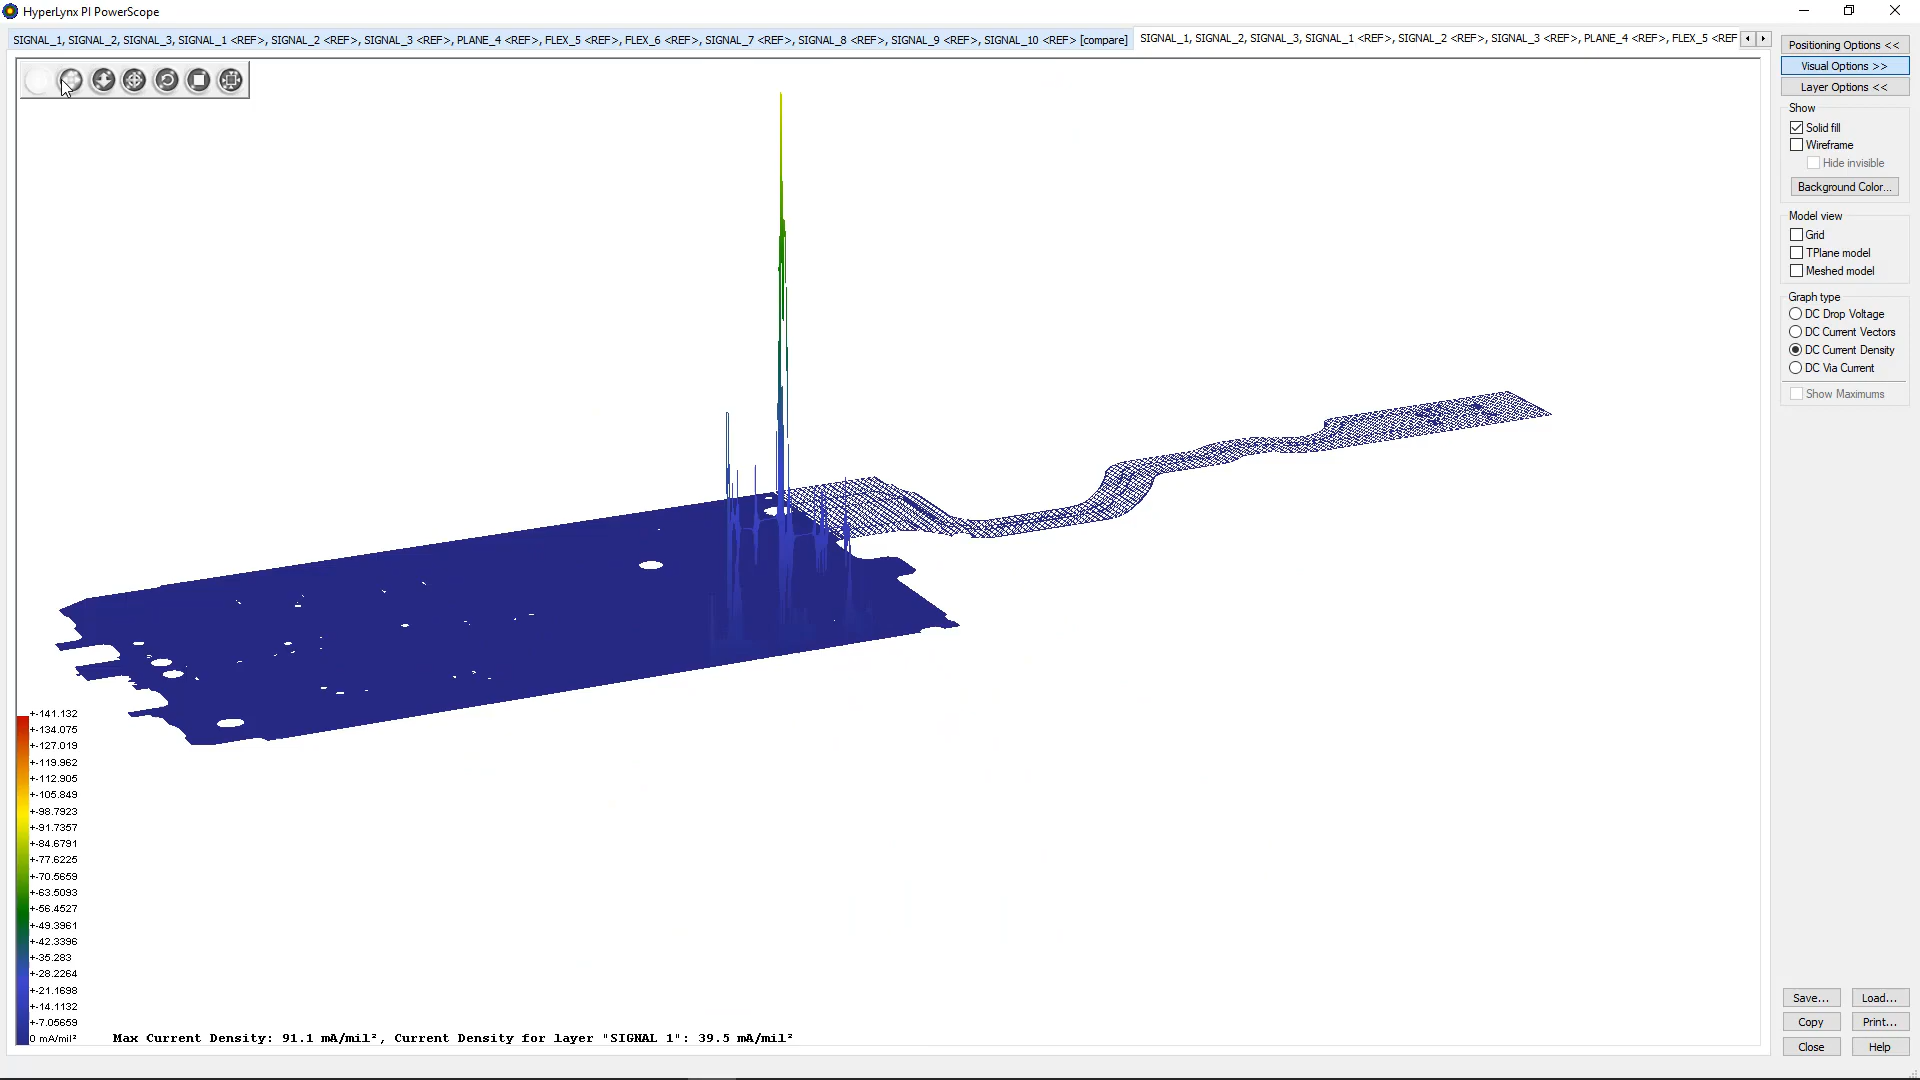 HyperLynx PI PowerScope
SIGNAL_1, SIGNAL_2, SIGNAL_3, SIGNAL_1 <REF>, SIGNAL_2 <REF>, SIGNAL_3 <REF>, PLANE_4 <REF>, FLEX_5 <REF>, FLEX_6 <REF>, SIGNAL_7 <REF>, SIGNAL_8 <REF>, SIGNAL_9 <REF>, SIGNAL_10 <REF> [compare]
SIGNAL_1, SIGNAL_2, SIGNAL_3, SIGNAL_1 <REF>, SIGNAL_2 <REF>, SIGNAL_3 <REF>, PLANE_4 <REF>, FLEX_5 <REF
Positioning Options <<
Visual Options >>
Layer Options <<
Show
Solid fill
Wireframe
Hide invisible
Background Color...
Model view
Grid
TPlane model
Meshed model
Graph type
DC Drop Voltage
DC Current Vectors
DC Current Density
DC Via Current
Show Maximums
+-141.132
+-134.075
+-127.019
+-119.962
+-112.905
+-105.849
+-98.7923
+-91.7357
+-84.6791
+-77.6225
+-70.5659
+-63.5093
+-56.4527
+-49.3961
+-42.3396
+-35.283
+-28.2264
+-21.1698
+-14.1132
+-7.05659
0 mA/mil²
Max Current Density: 91.1 mA/mil², Current Density for layer "SIGNAL 1": 39.5 mA/mil²
Save...
Load...
Copy
Print...
Close
Help